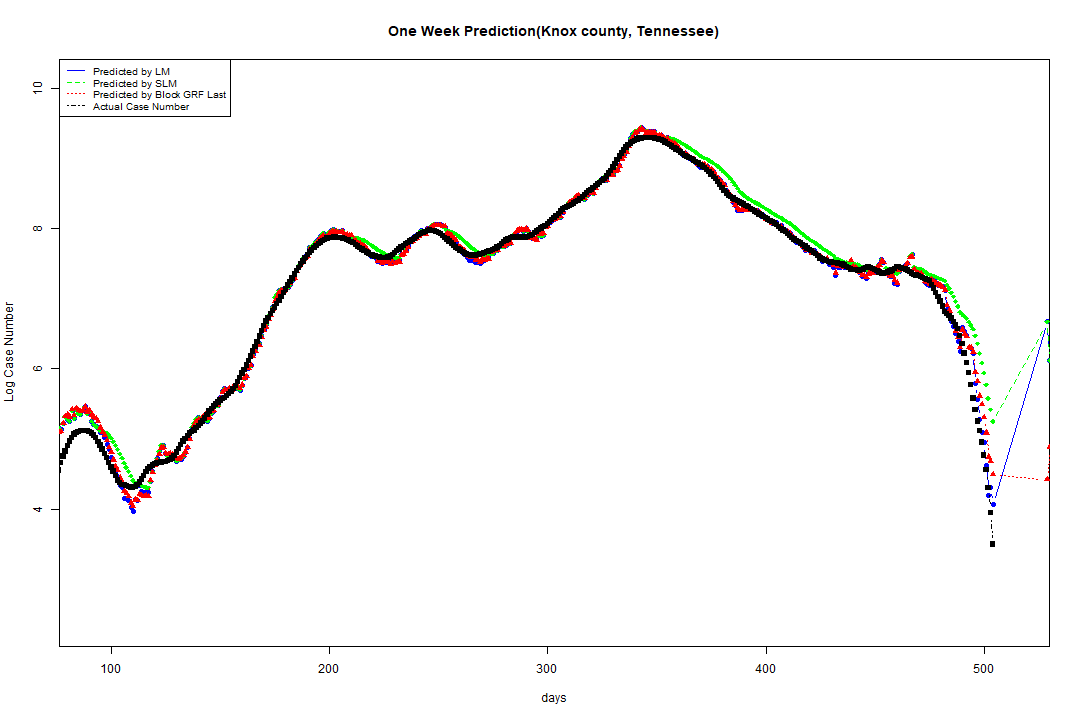 One Week Prediction(Knox county, Tennessee)
Predicted by LM
Predicted by SLM
Predicted by Block GRF Last
Actual Case Number
10
8
6
4
Log Case Number
100
200
300
400
500
days